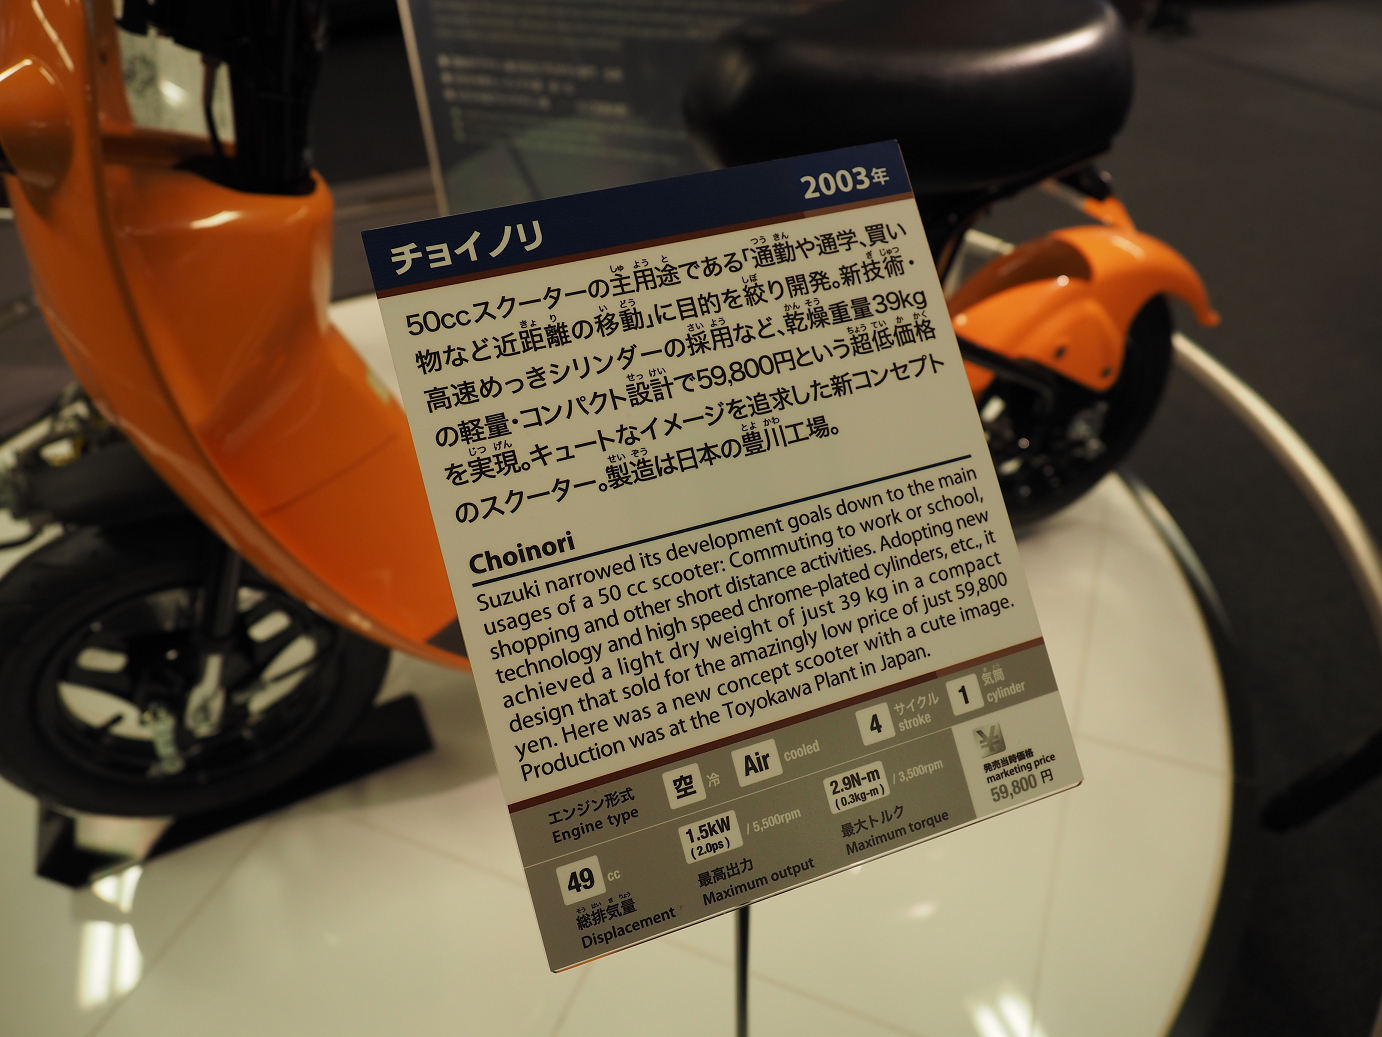 チョイノリ 2003年
50ccスクーターの主用途である「通勤や通学、買い
物など近距離の移動」に目的を絞り開発。新技術・
高速めっきシリンダーの採用など、乾燥重量39kg
の軽量・コンパクト設計で59,800円という超低価格
を実現。キュートなイメージを追求した新コンセプト
のスクーター。製造は日本の豊川工場。
Choinori
Suzuki narrowed its development goals down to the main
usages of a 50 cc scooter: Commuting to work or school,
shopping and other short distance activities. Adopting new
technology and high speed chrome-plated cylinders, etc., it
achieved a light dry weight of just 39 kg in a compact
design that sold for the amazingly low price of just 59,800
yen. Here was a new concept scooter with a cute image.
Production was at the Toyokawa Plant in Japan.
エンジン形式 空冷 Air cooled 4 サイクル 1 気筒
Engine type stroke cylinder
49 cc 1.5kW (2.0ps) / 5,500rpm 2.9N-m (0.3kg-m) / 3,500rpm
総排気量 最高出力 最大トルク
Displacement Maximum output Maximum torque
¥
発売当時価格
marketing price
59,800 円